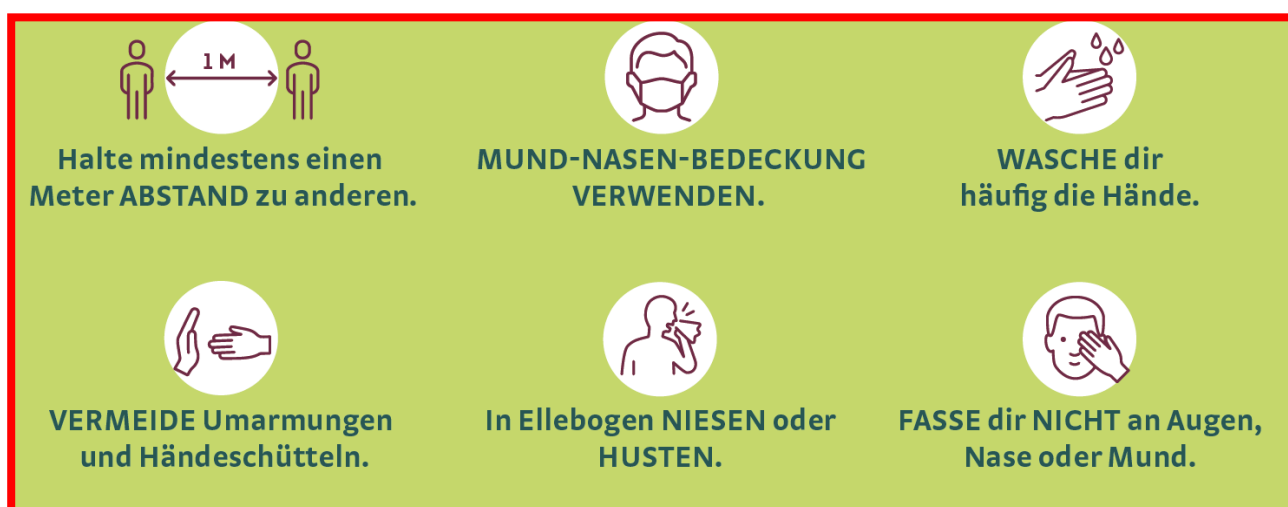 1 M
Halte mindestens einen
Meter ABSTAND zu anderen.
MUND-NASEN-BEDECKUNG
VERWENDEN.
WASCHE dir
häufig die Hände.
VERMEIDE Umarmungen
und Händeschütteln.
In Ellebogen NIESEN oder
HUSTEN.
FASSE dir NICHT an Augen,
Nase oder Mund.